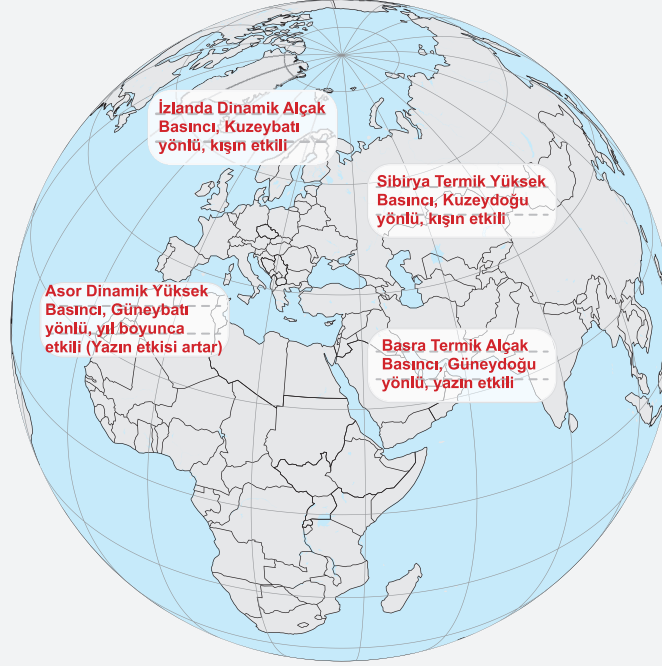 İzlanda Dinamik Alçak
Basıncı, Kuzeybatı
yönlü, kışın etkili
Sibirya Termik Yüksek
Basıncı, Kuzeydoğu
yönlü, kışın etkili
Asor Dinamik Yüksek
Basıncı, Güneybatı
yönlü, yıl boyunca
etkili (Yazın etkisi artar)
Basra Termik Alçak
Basıncı, Güneydoğu
yönlü, yazın etkili